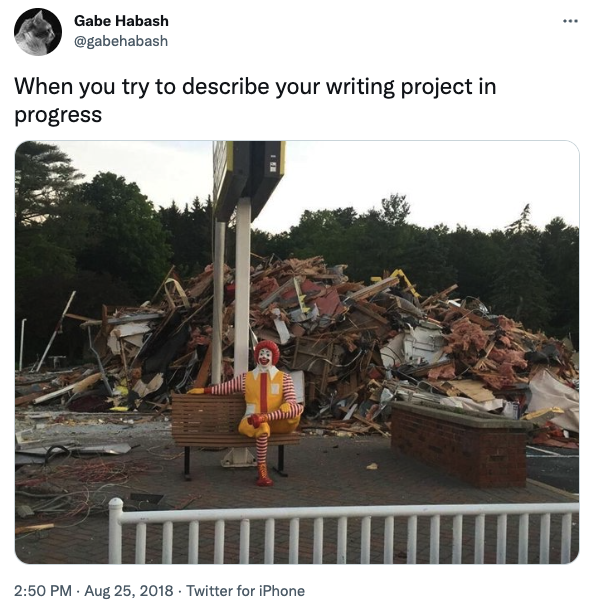 Gabe Habash
@gabehabash
When you try to describe your writing project in
progress
2:50 PM · Aug 25, 2018 · Twitter for iPhone